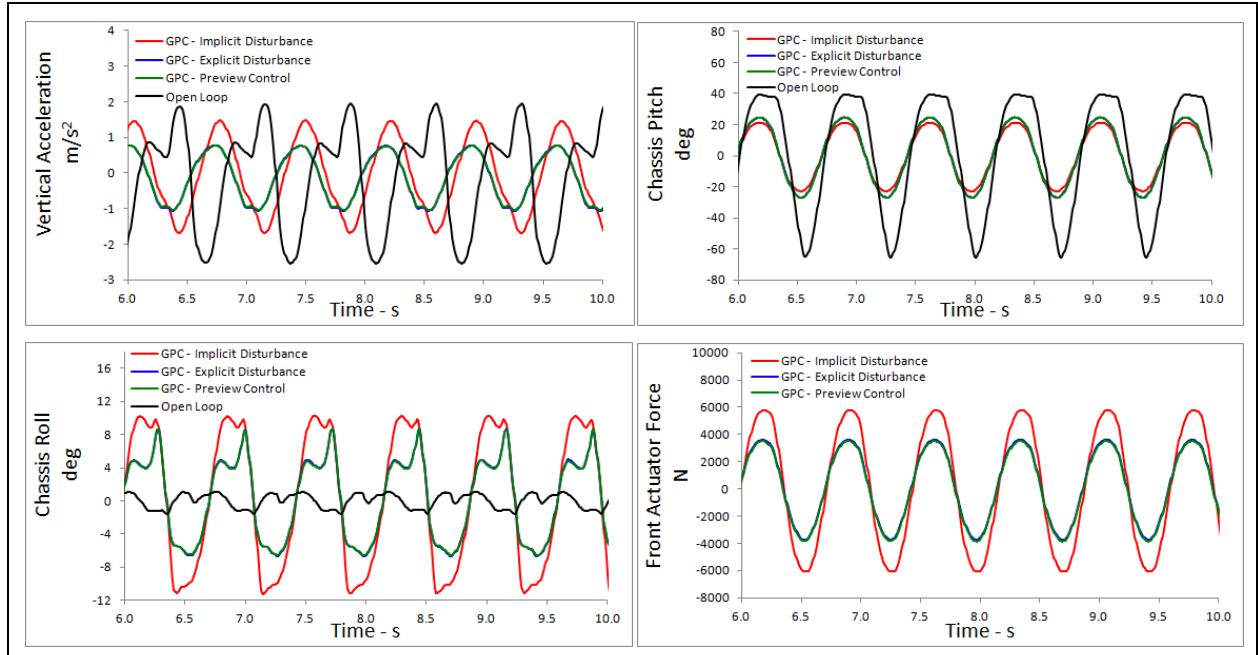 Vertical Acceleration
m/s²
4
3
2
1
0
-1
-2
-3
GPC - Implicit Disturbance
GPC - Explicit Disturbance
GPC - Preview Control
Open Loop
6.0 6.5 7.0 7.5 8.0 8.5 9.0 9.5 10.0
Time - s
Chassis Pitch
deg
80
60
40
20
0
-20
-40
-60
-80
GPC - Implicit Disturbance
GPC - Explicit Disturbance
GPC - Preview Control
Open Loop
6.0 6.5 7.0 7.5 8.0 8.5 9.0 9.5 10.0
Time - s
Chassis Roll
deg
16
12
8
4
0
-4
-8
-12
GPC - Implicit Disturbance
GPC - Explicit Disturbance
GPC - Preview Control
Open Loop
6.0 6.5 7.0 7.5 8.0 8.5 9.0 9.5 10.0
Time - s
Front Actuator Force
N
10000
8000
6000
4000
2000
0
-2000
-4000
-6000
-8000
GPC - Implicit Disturbance
GPC - Explicit Disturbance
GPC - Preview Control
6.0 6.5 7.0 7.5 8.0 8.5 9.0 9.5 10.0
Time - s